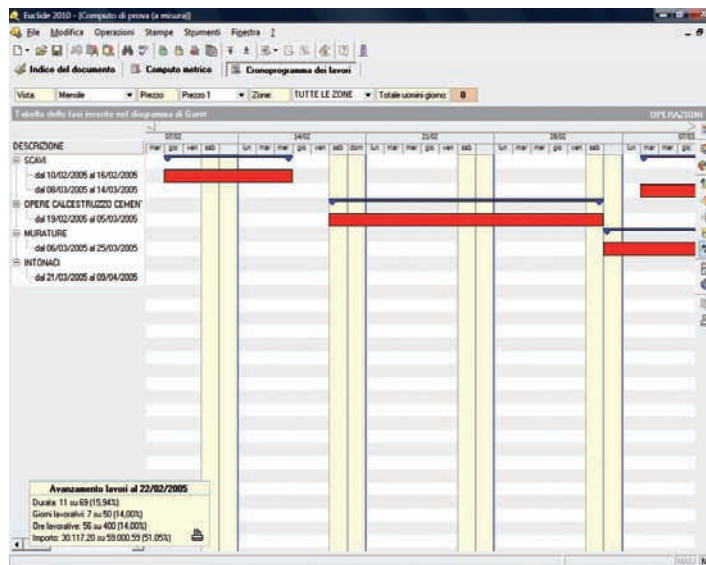 Euclide 2010 - [Computo di prova (a misura)]
File Modifica Operazioni Stampe Strumenti Finestra ?
Indice del documento Computo metrico Cronoprogramma dei lavori
Vista: Mensile Prezzo: Prezzo 1 Zone: TUTTE LE ZONE Totale uomini giorno: 0
Tabella delle fasi inserite nel diagramma di Gantt OPERAZIONI
07/02 14/02 21/02 28/02 07/03
DESCRIZIONE mer gio ven sab lun mar mer gio ven sab dom lun mar mer gio ven sab lun mar mer gio ven sab lun mar mer gio
SCAVI
dal 10/02/2005 al 16/02/2005
dal 08/03/2005 al 14/03/2005
OPERE CALCESTRUZZO CEMEN
dal 19/02/2005 al 05/03/2005
MURATURE
dal 06/03/2005 al 25/03/2005
INTONACI
dal 21/03/2005 al 09/04/2005
Avanzamento lavori al 22/02/2005
Durata: 11 su 69 (15,94%)
Giorni lavorativi: 7 su 50 (14,00%)
Ore lavorative: 56 su 400 (14,00%)
Importo: 30.117,20 su 59.000,59 (51,05%)